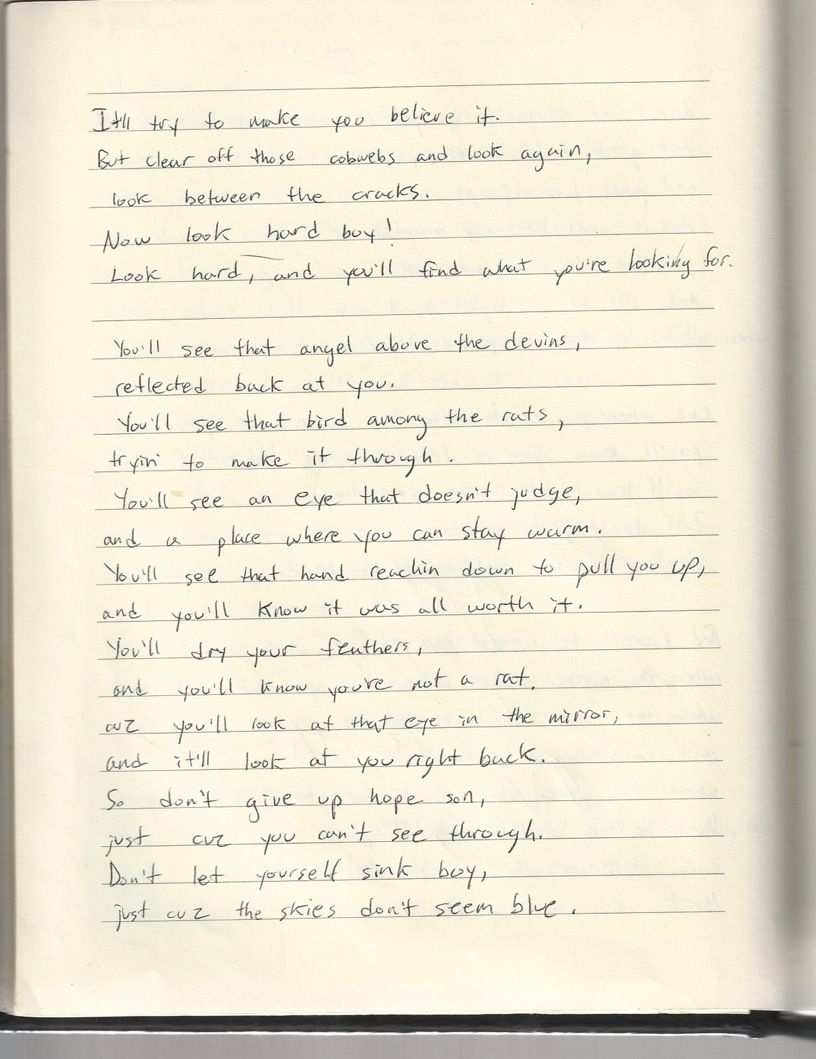 It'll try to make you believe it.
But clear off those cobwebs and look again,
look between the cracks.
Now look hard boy!
Look hard, and you'll find what you're looking for.
You'll see that angel above the devins,
reflected back at you.
You'll see that bird among the rats,
tryin' to make it through.
You'll see an eye that doesn't judge,
and a place where you can stay warm.
You'll see that hand reachin down to pull you up,
and you'll know it was all worth it.
You'll dry your feathers,
and you'll know you're not a rat.
cuz you'll look at that eye in the mirror,
and it'll look at you right back.
So don't give up hope son,
just cuz you can't see through.
Don't let yourself sink boy,
just cuz the skies don't seem blue.